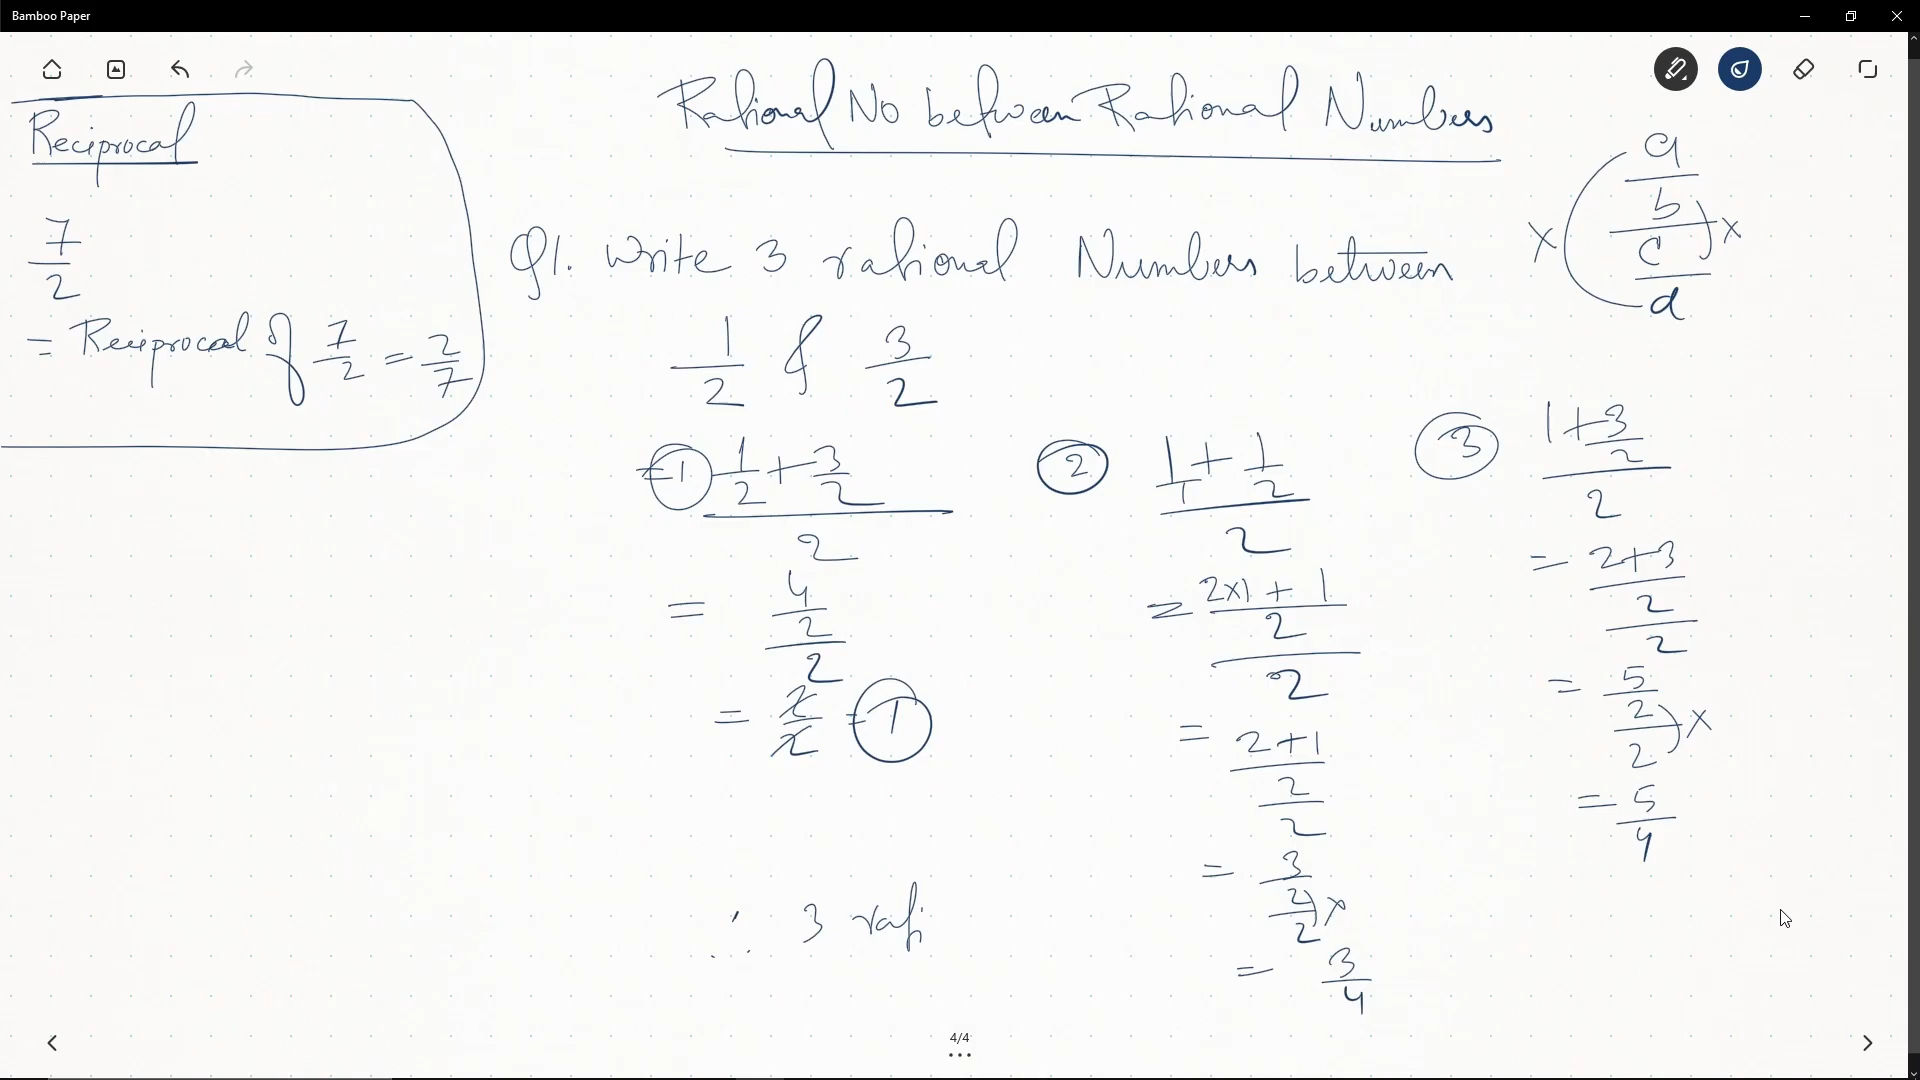 Bamboo Paper
Rational No between Rational Numbers
Reciprocal
7/2
= Reciprocal of 7/2 = 2/7
Q1. Write 3 rational Numbers between
1/2 & 3/2
a/b
c/d
x x
= ① (1/2 + 3/2)/2
= (4/2)/2
= 2/2 = 1
② (1/1 + 1/2)/2
= ((2x1 + 1)/2)/2
= ((2+1)/2)/2
= (3/2)/2 x
= 3/4
③ (1 + 3/2)/2
= ((2+3)/2)/2
= (5/2)/2 x
= 5/4
∴ 3 rati
4/4